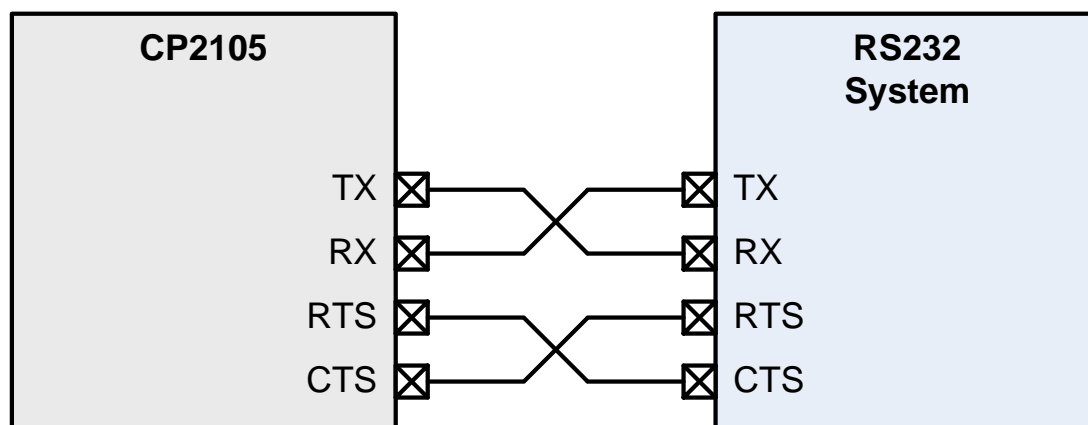 CP2105
RS232
System
TX
RX
RTS
CTS
TX
RX
RTS
CTS